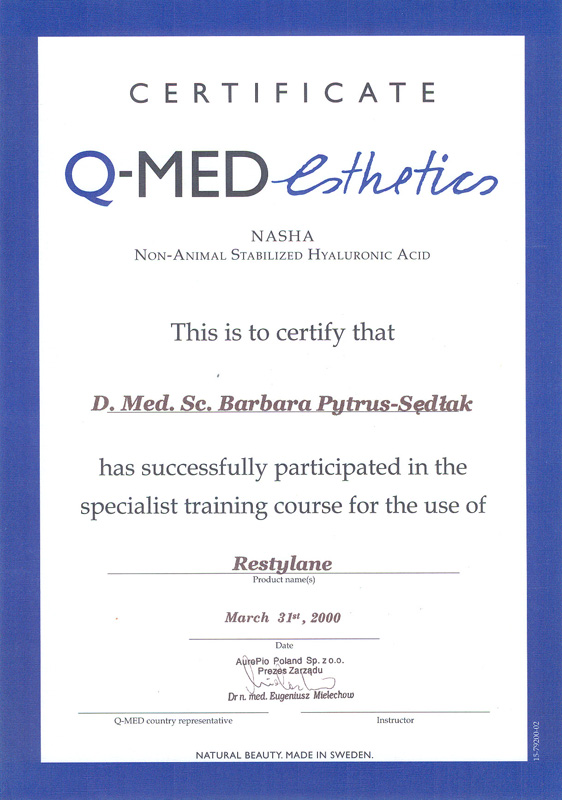 CERTIFICATE
Q-MED esthetics
NASHA
NON-ANIMAL STABILIZED HYALURONIC ACID
This is to certify that
D. Med. Sc. Barbara Pytrus-Sędłak
has successfully participated in the
specialist training course for the use of
Restylane
Product name(s)
March 31st, 2000
Date
AurePio Poland Sp. z o.o.
Prezes Zarządu
Dr n. med. Eugeniusz Mielechow
Q-MED country representative
Instructor
NATURAL BEAUTY. MADE IN SWEDEN.
15-79200-02